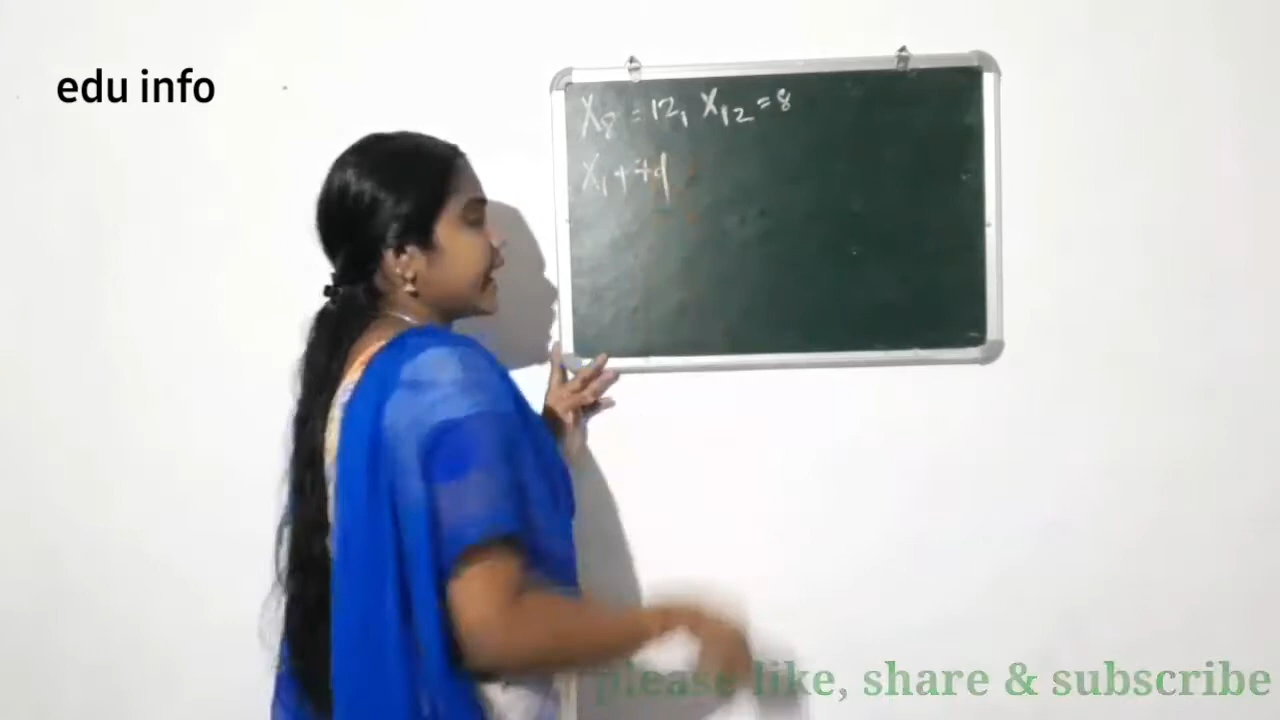 edu info
X₈ = 12, X₁₂ = 8
X₁ + 7d
please like, share & subscribe